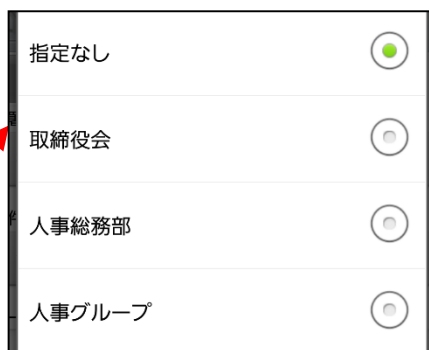 指定なし
取締役会
人事総務部
人事グループ